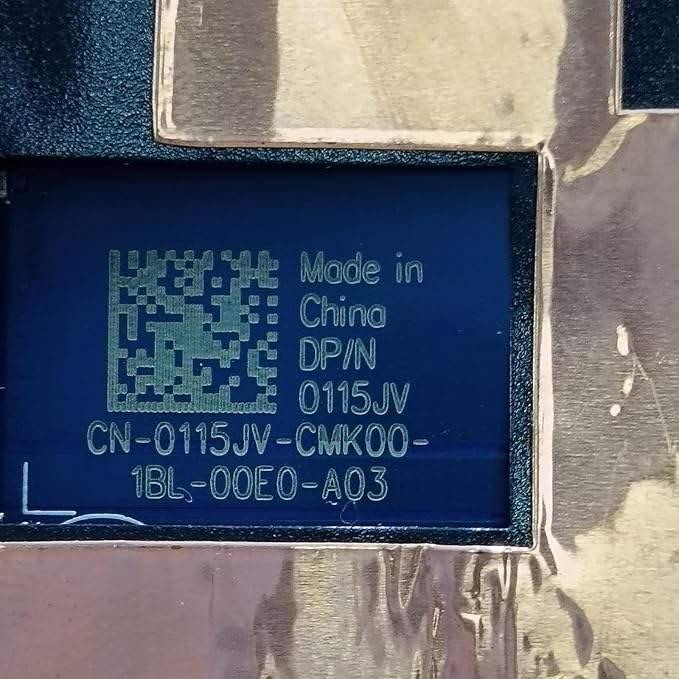 Made in
China
DP/N
0115JV
CN-0115JV-CMK00-
1BL-00E0-A03